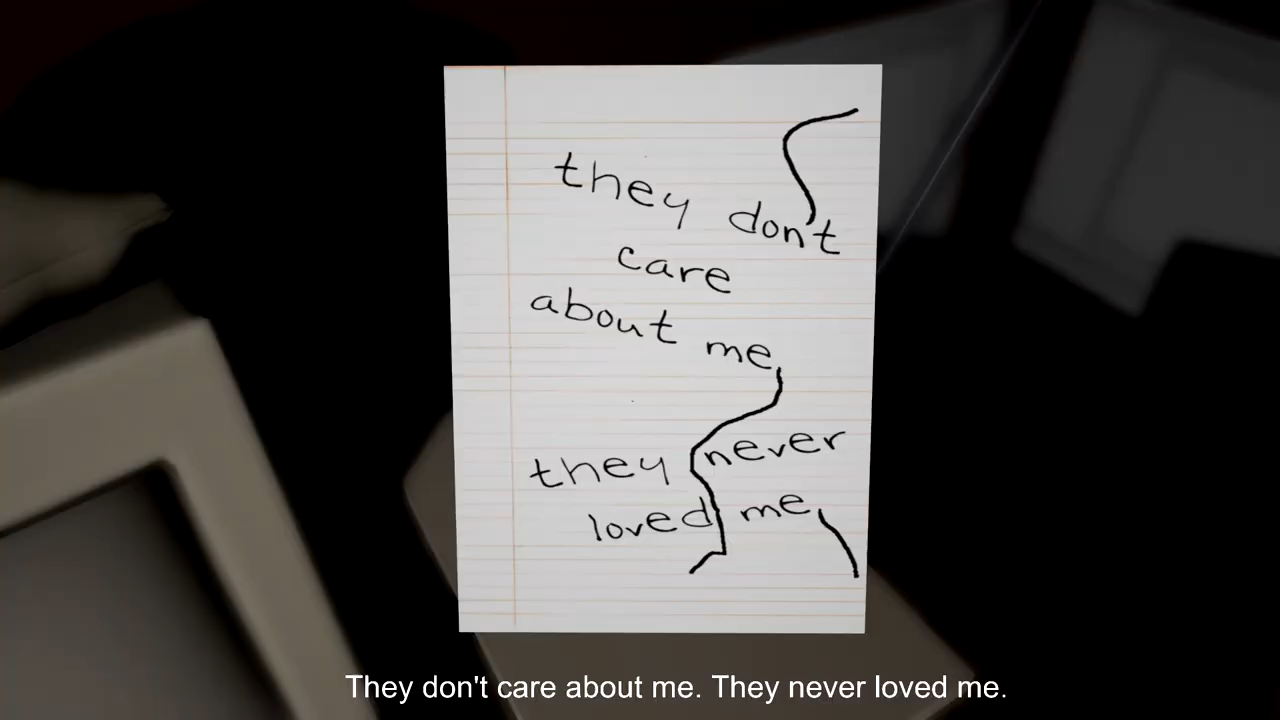 they don't
care
about me
they never
loved me
They don't care about me. They never loved me.